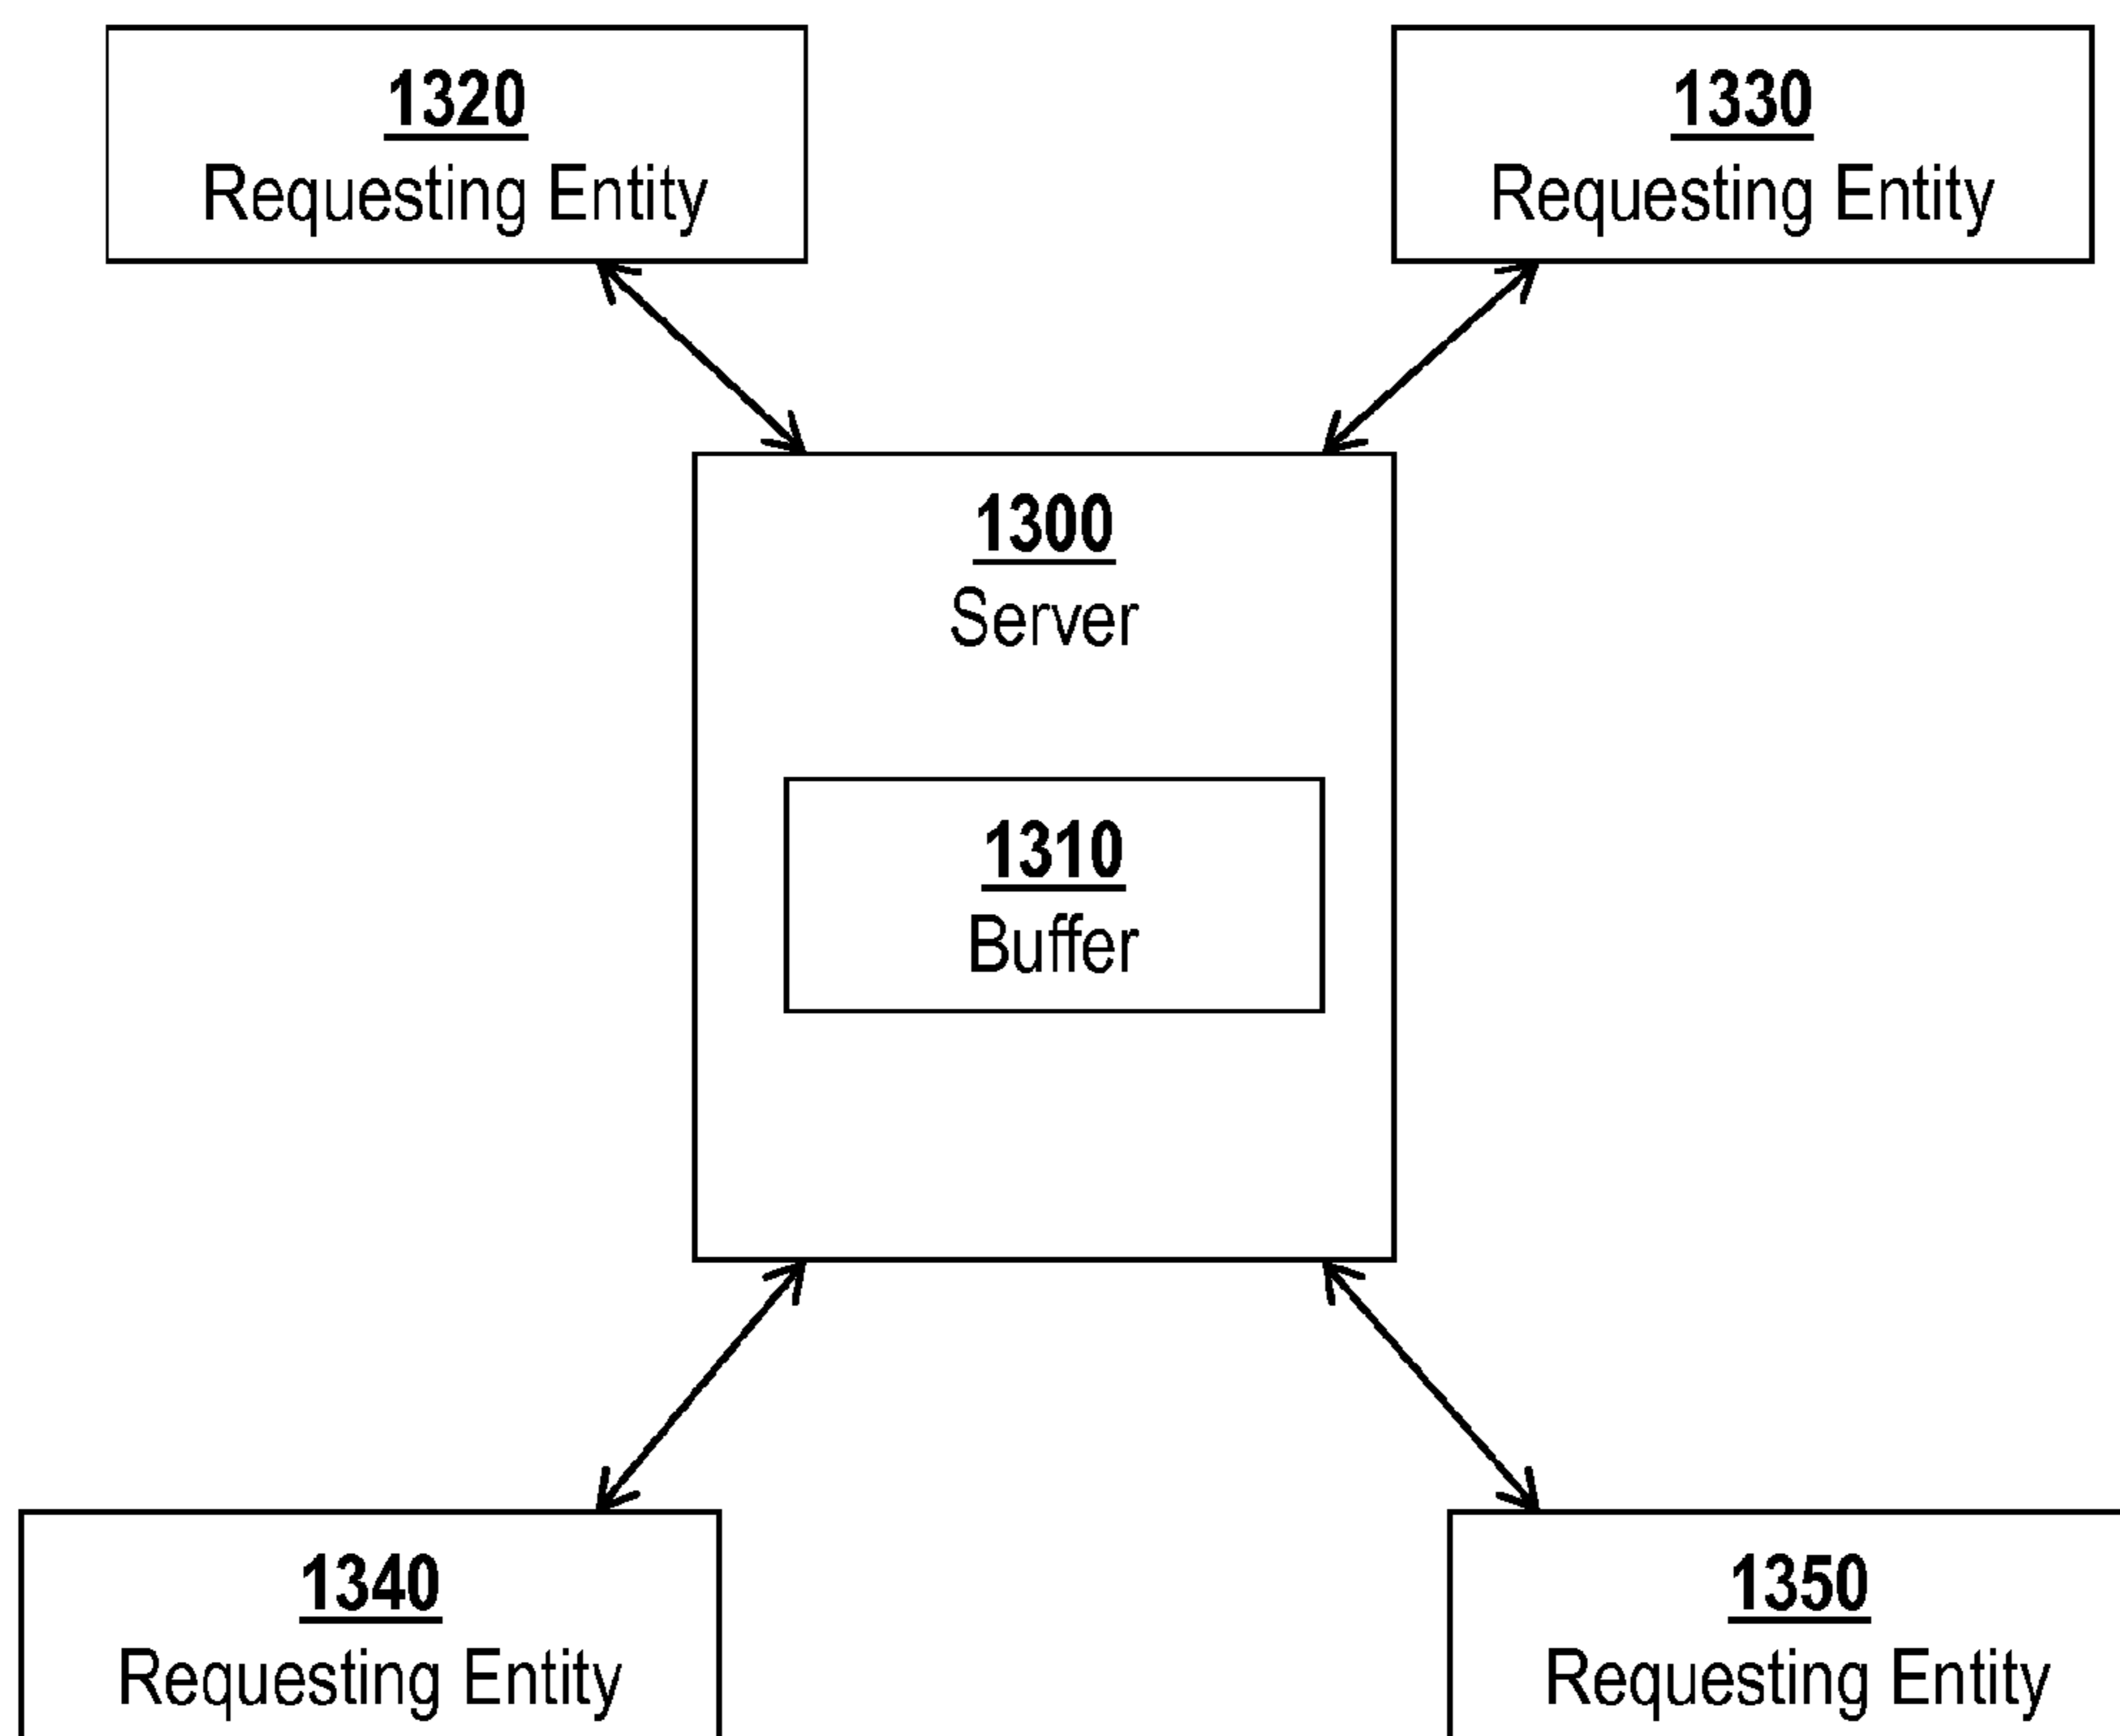 1320
Requesting Entity
1330
Requesting Entity
1300
Server
1310
Buffer
1340
Requesting Entity
1350
Requesting Entity